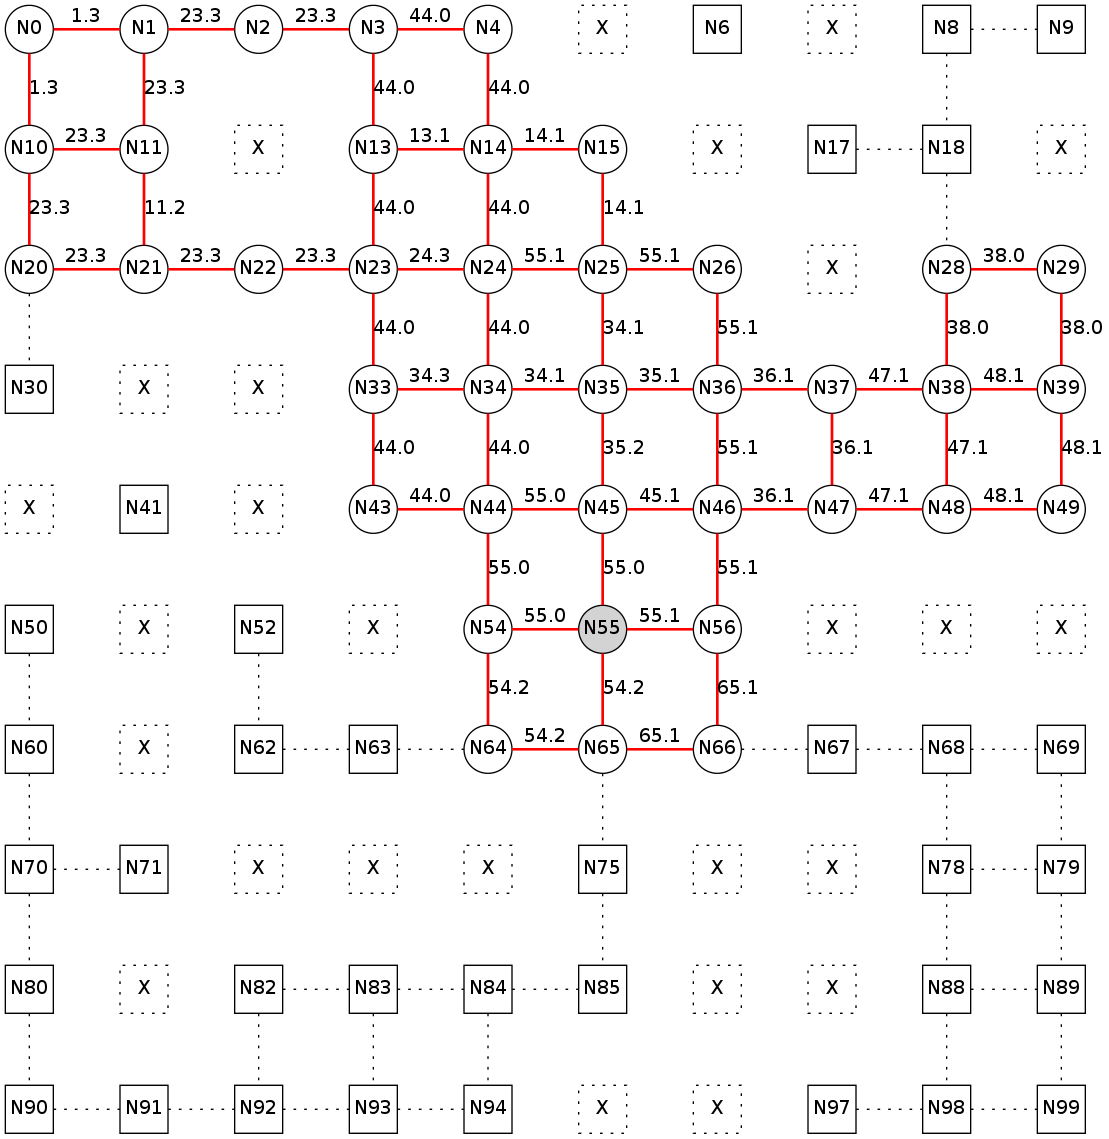 N0 1.3 N1 23.3 N2 23.3 N3 44.0 N4 X N6 X N8 N9
1.3 23.3 44.0 44.0
N10 23.3 N11 X N13 13.1 N14 14.1 N15 X N17 N18 X
23.3 11.2 44.0 44.0 14.1
N20 23.3 N21 23.3 N22 23.3 N23 24.3 N24 55.1 N25 55.1 N26 X N28 38.0 N29
44.0 44.0 34.1 55.1 38.0 38.0
N30 X X N33 34.3 N34 34.1 N35 35.1 N36 36.1 N37 47.1 N38 48.1 N39
44.0 44.0 35.2 55.1 36.1 47.1 48.1
X N41 X N43 44.0 N44 55.0 N45 45.1 N46 36.1 N47 47.1 N48 48.1 N49
55.0 55.0 55.1
N50 X N52 X N54 55.0 N55 55.1 N56 X X X
54.2 54.2 65.1
N60 X N62 N63 N64 54.2 N65 65.1 N66 N67 N68 N69
N70 N71 X X X N75 X X N78 N79
N80 X N82 N83 N84 N85 X X N88 N89
N90 N91 N92 N93 N94 X X N97 N98 N99